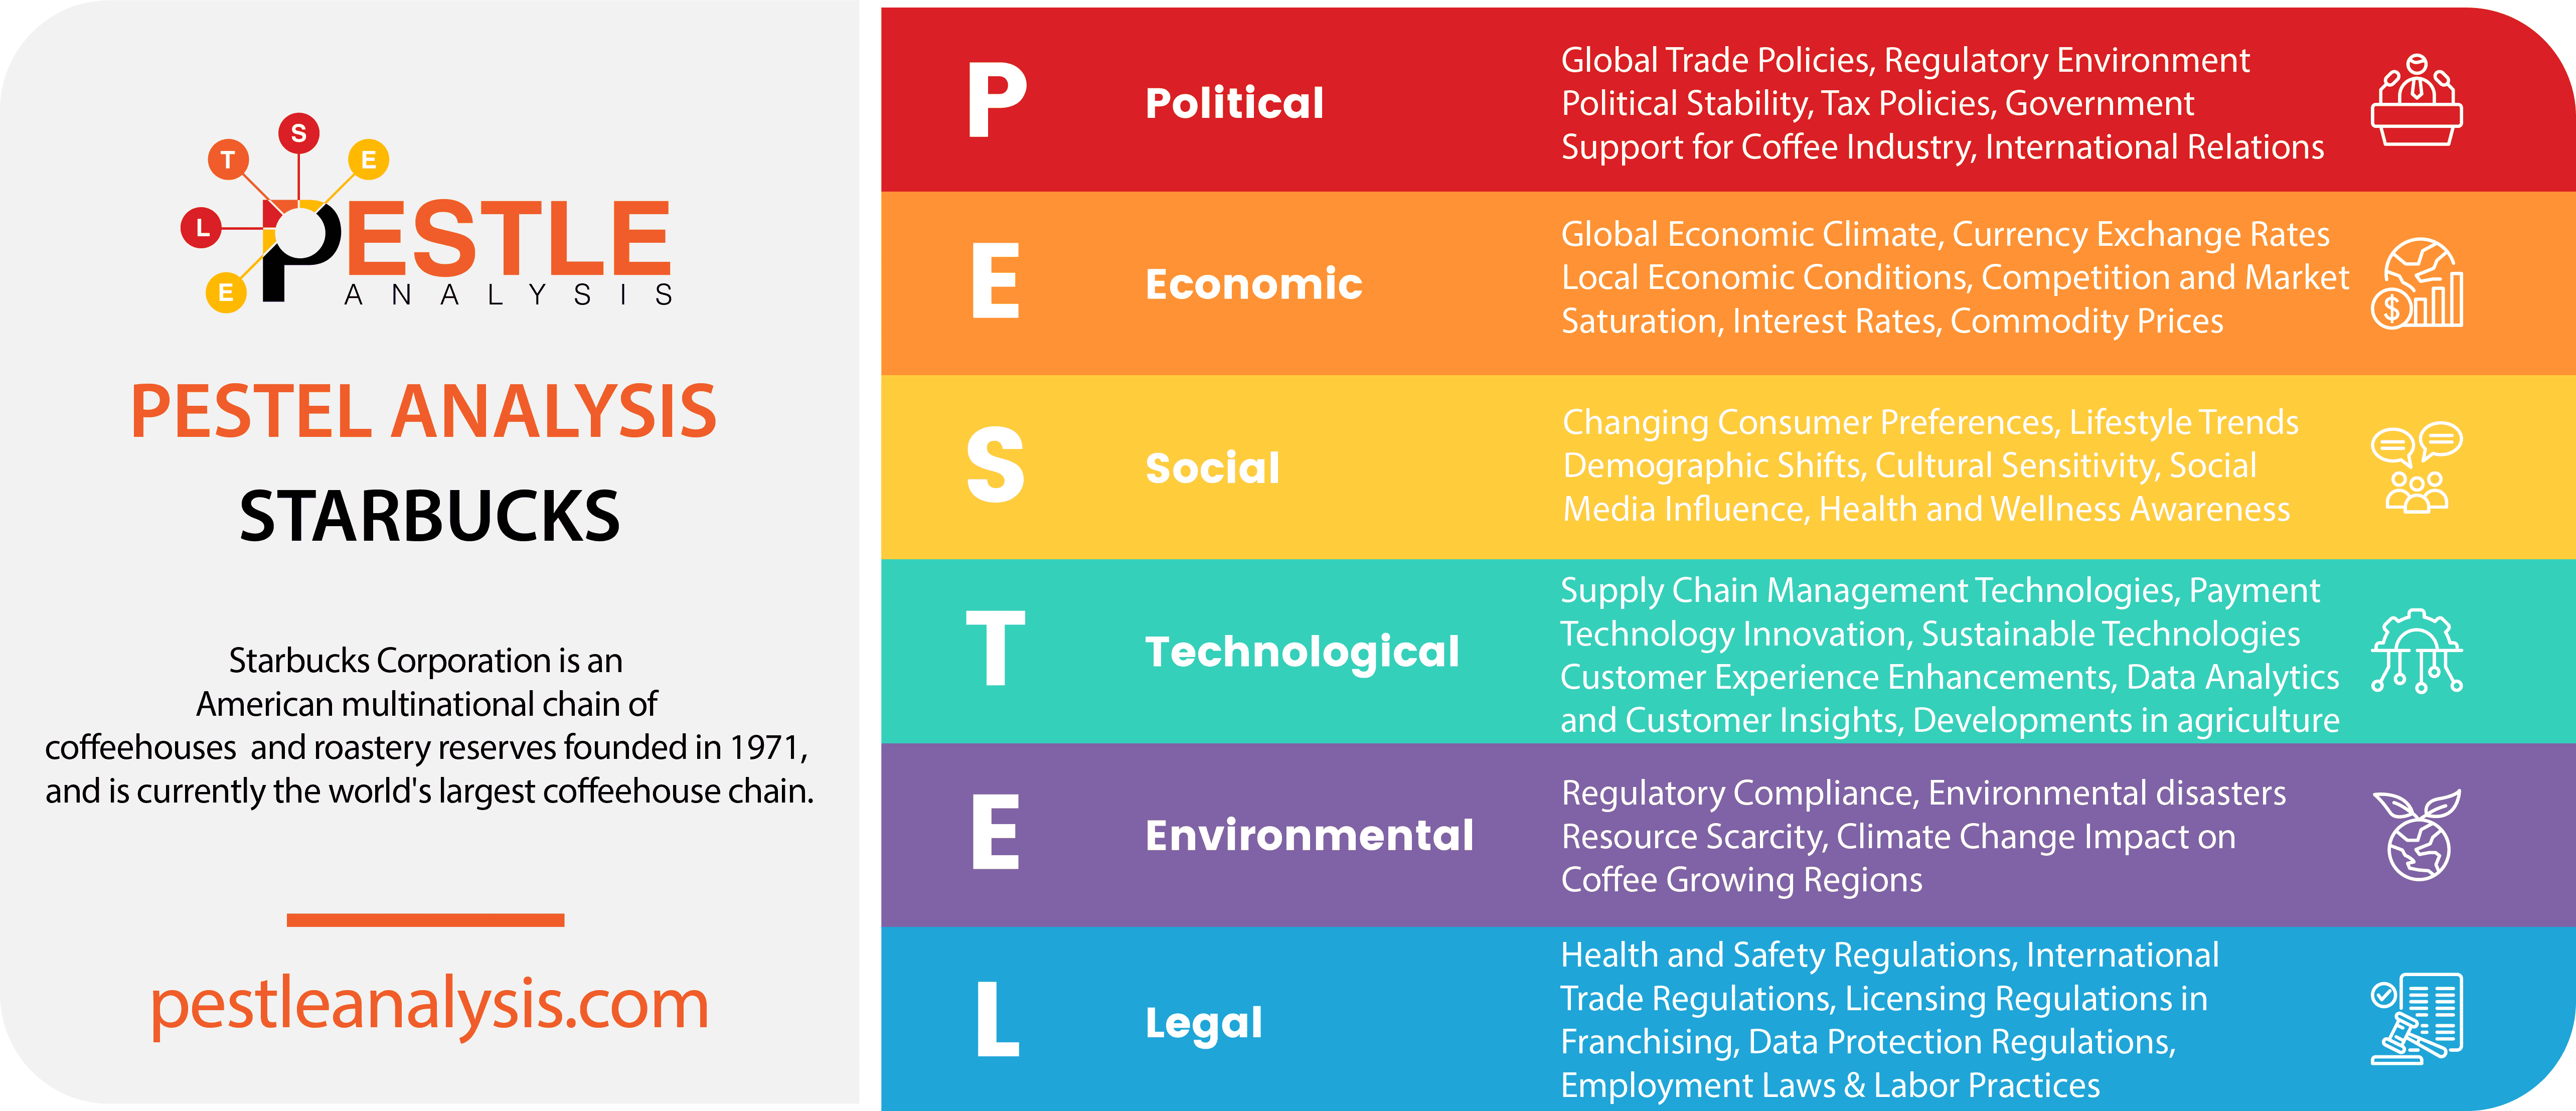 S
T
E
L
PESTLE
E
ANALYSIS
PESTEL ANALYSIS
STARBUCKS
Starbucks Corporation is an
American multinational chain of
coffeehouses  and roastery reserves founded in 1971,
and is currently the world's largest coffeehouse chain.
pestleanalysis.com
P
Political
Global Trade Policies, Regulatory Environment
Political Stability, Tax Policies, Government
Support for Coffee Industry, International Relations
E
Economic
Global Economic Climate, Currency Exchange Rates
Local Economic Conditions, Competition and Market
Saturation, Interest Rates, Commodity Prices
$
S
Social
Changing Consumer Preferences, Lifestyle Trends
Demographic Shifts, Cultural Sensitivity, Social
Media Influence, Health and Wellness Awareness
T
Technological
Supply Chain Management Technologies, Payment
Technology Innovation, Sustainable Technologies
Customer Experience Enhancements, Data Analytics
and Customer Insights, Developments in agriculture
E
Environmental
Regulatory Compliance, Environmental disasters
Resource Scarcity, Climate Change Impact on
Coffee Growing Regions
L
Legal
Health and Safety Regulations, International
Trade Regulations, Licensing Regulations in
Franchising, Data Protection Regulations,
Employment Laws & Labor Practices